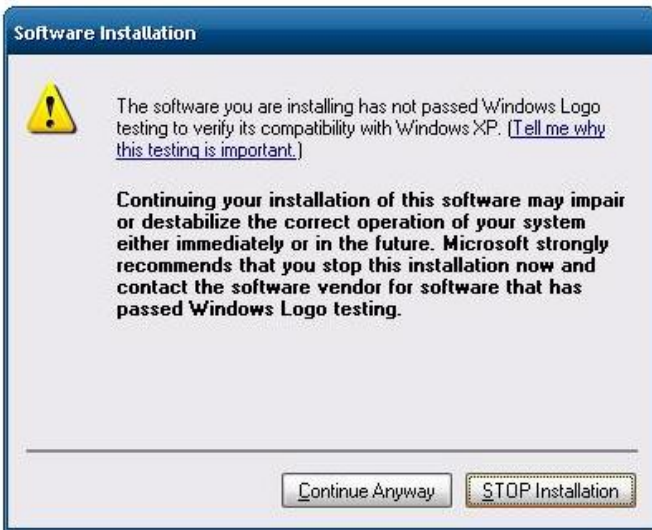 Software Installation
The software you are installing has not passed Windows Logo
testing to verify its compatibility with Windows XP. (Tell me why
this testing is important.)
Continuing your installation of this software may impair
or destabilize the correct operation of your system
either immediately or in the future. Microsoft strongly
recommends that you stop this installation now and
contact the software vendor for software that has
passed Windows Logo testing.
Continue Anyway STOP Installation